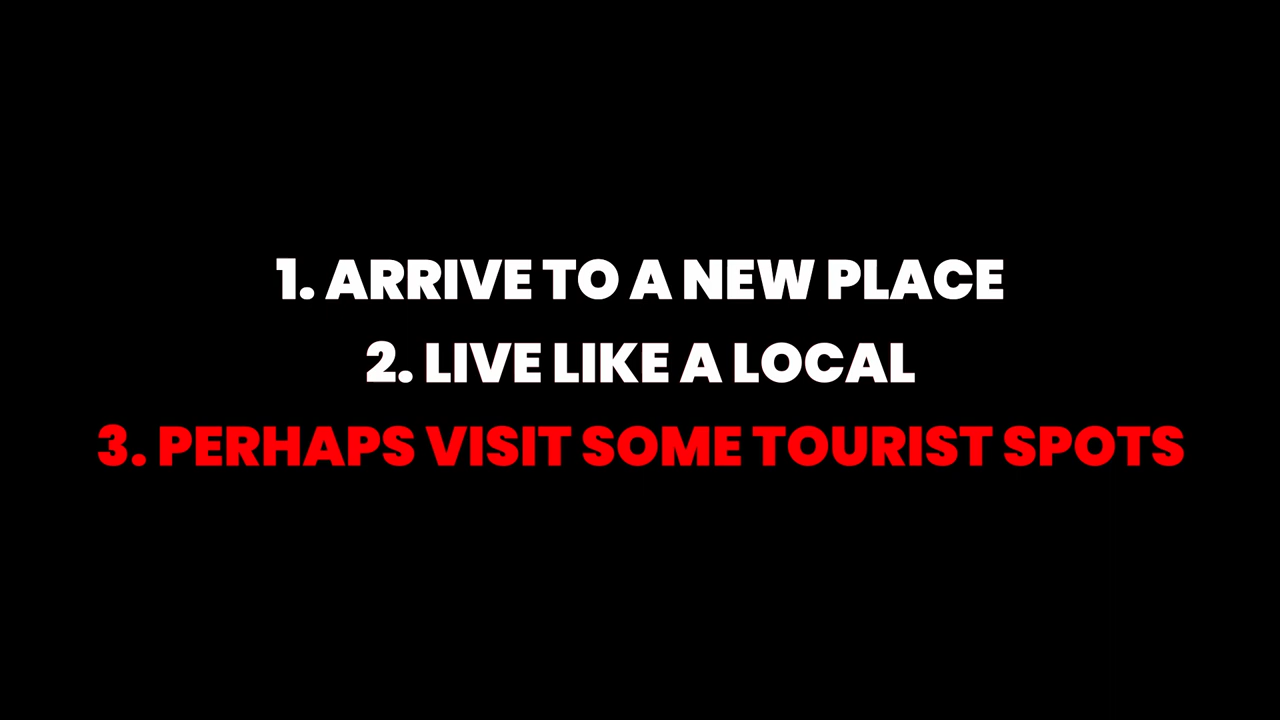 1. ARRIVE TO A NEW PLACE
2. LIVE LIKE A LOCAL
3. PERHAPS VISIT SOME TOURIST SPOTS